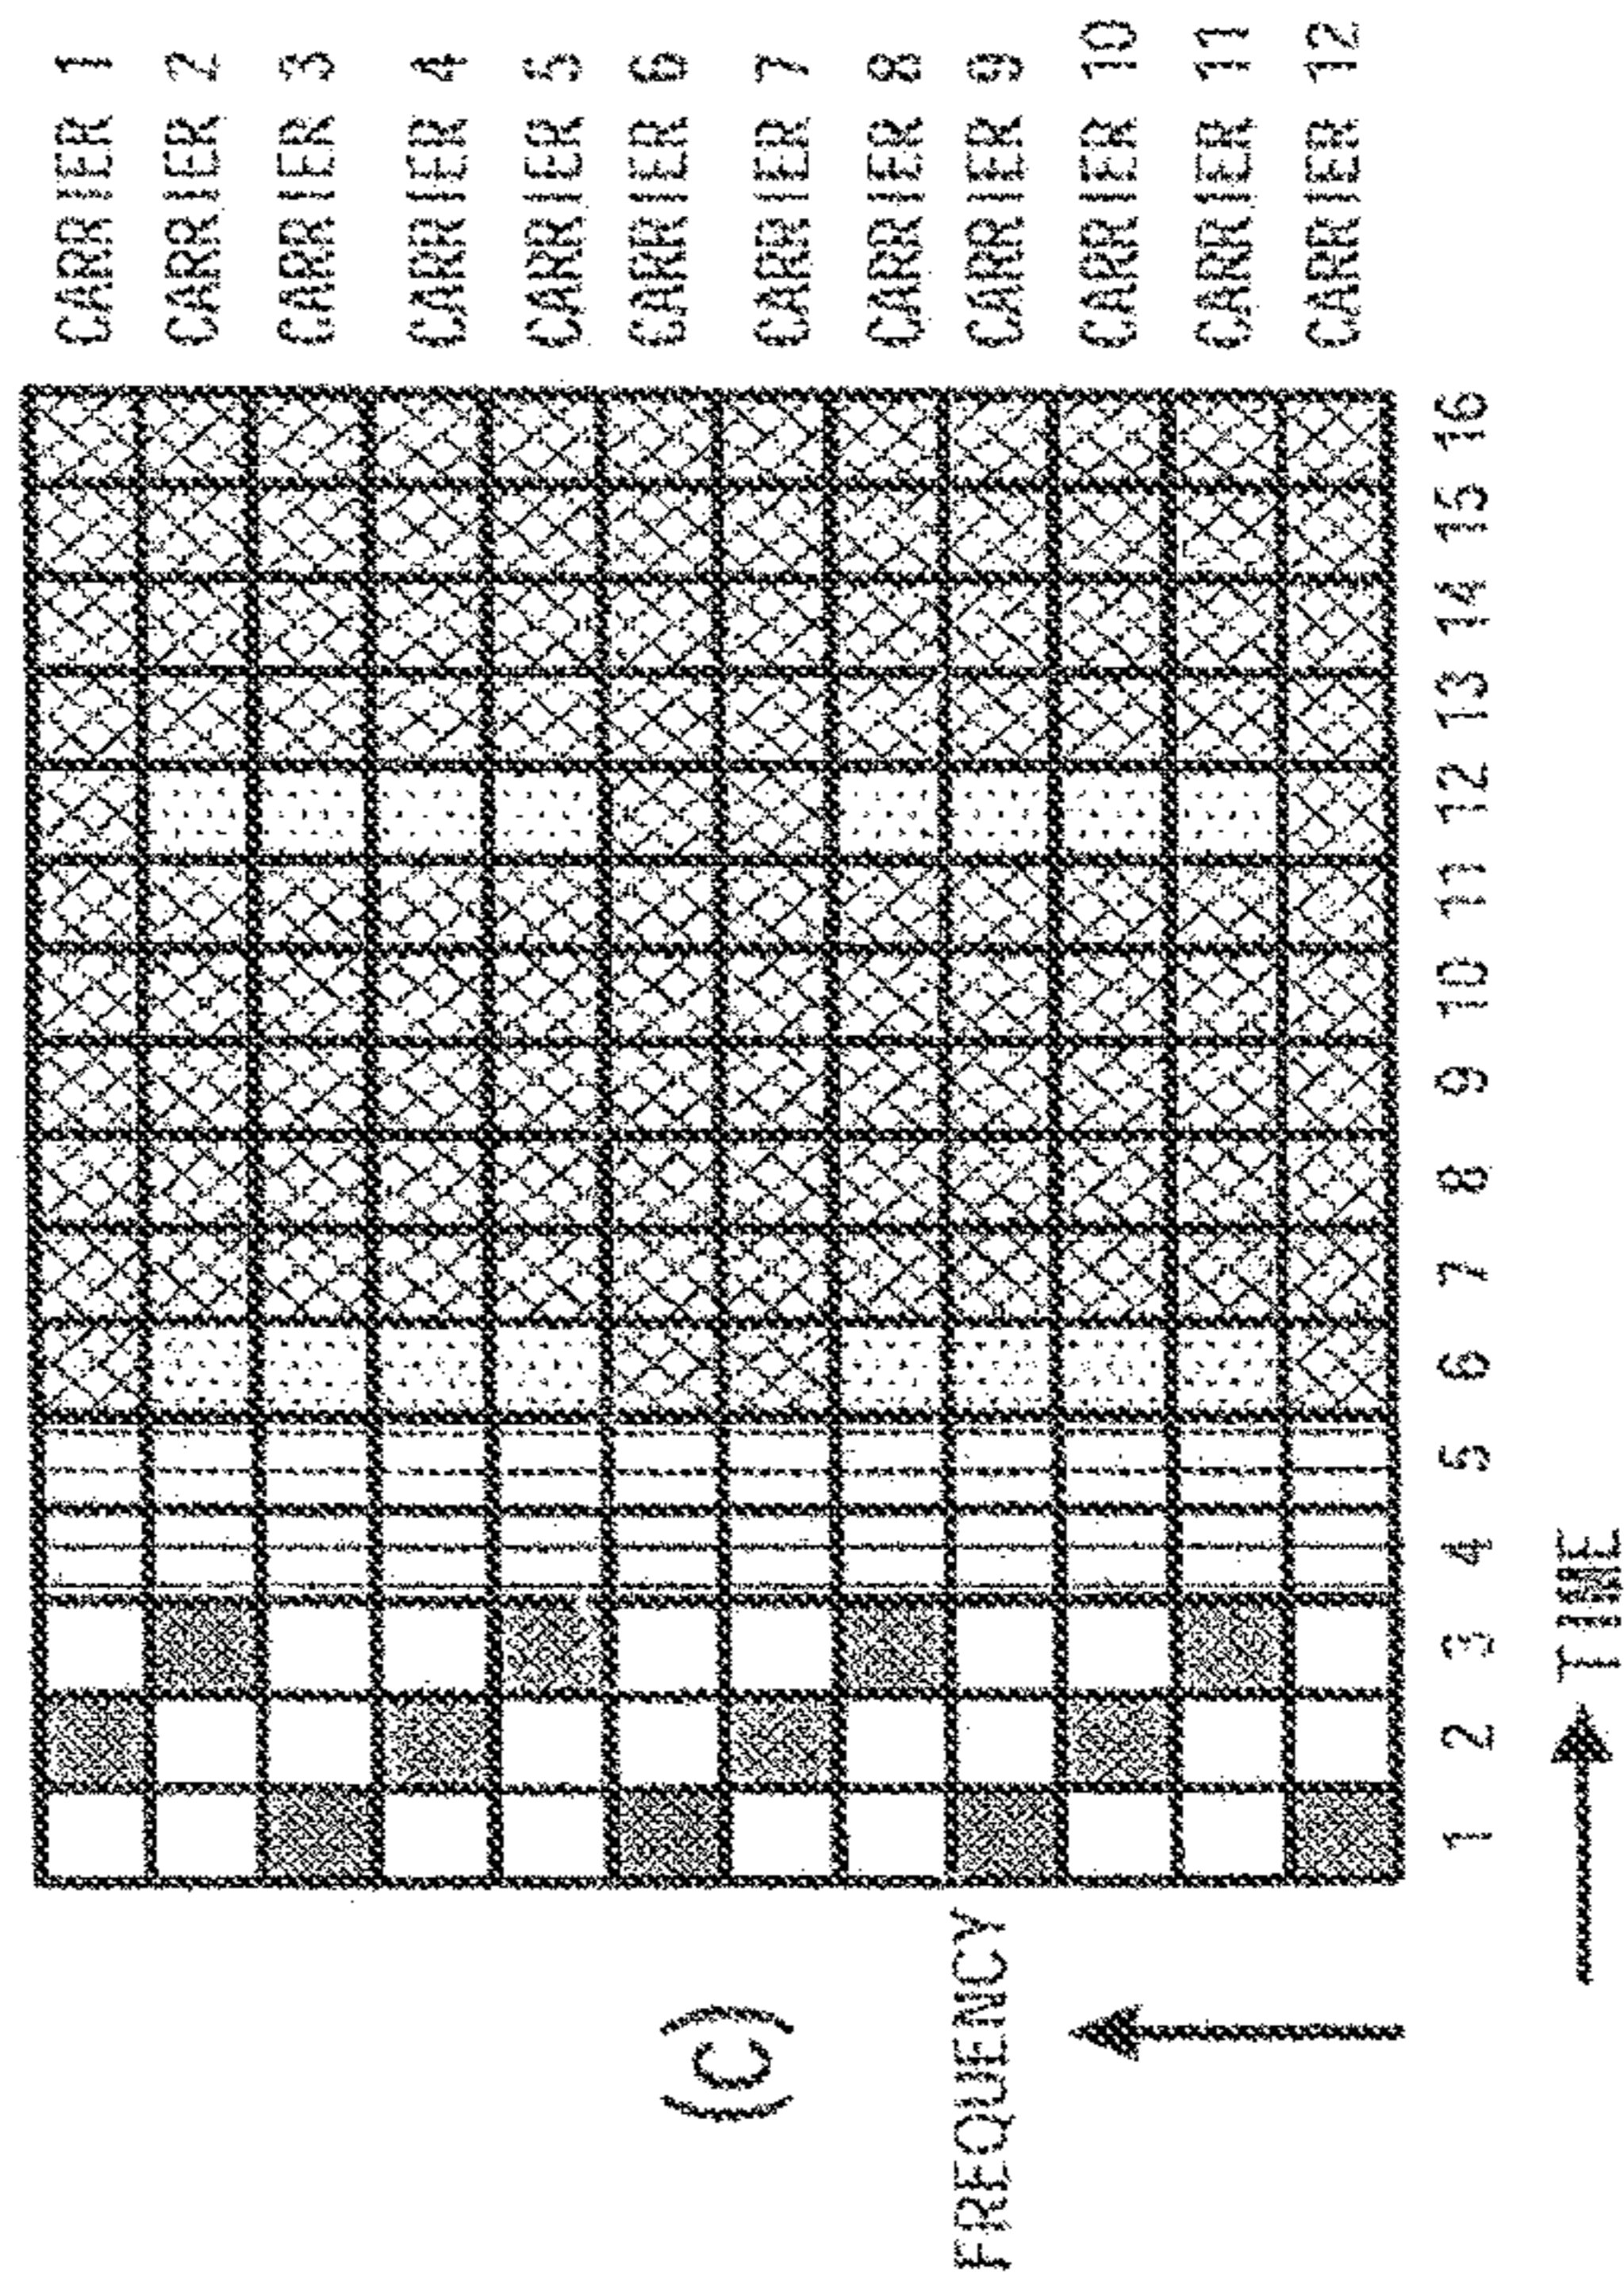 (C)
FREQUENCY
CARRIER 1
CARRIER 2
CARRIER 3
CARRIER 4
CARRIER 5
CARRIER 6
CARRIER 7
CARRIER 8
CARRIER 9
CARRIER 10
CARRIER 11
CARRIER 12
1 2 3 4 5 6 7 8 9 10 11 12 13 14 15 16
TIME